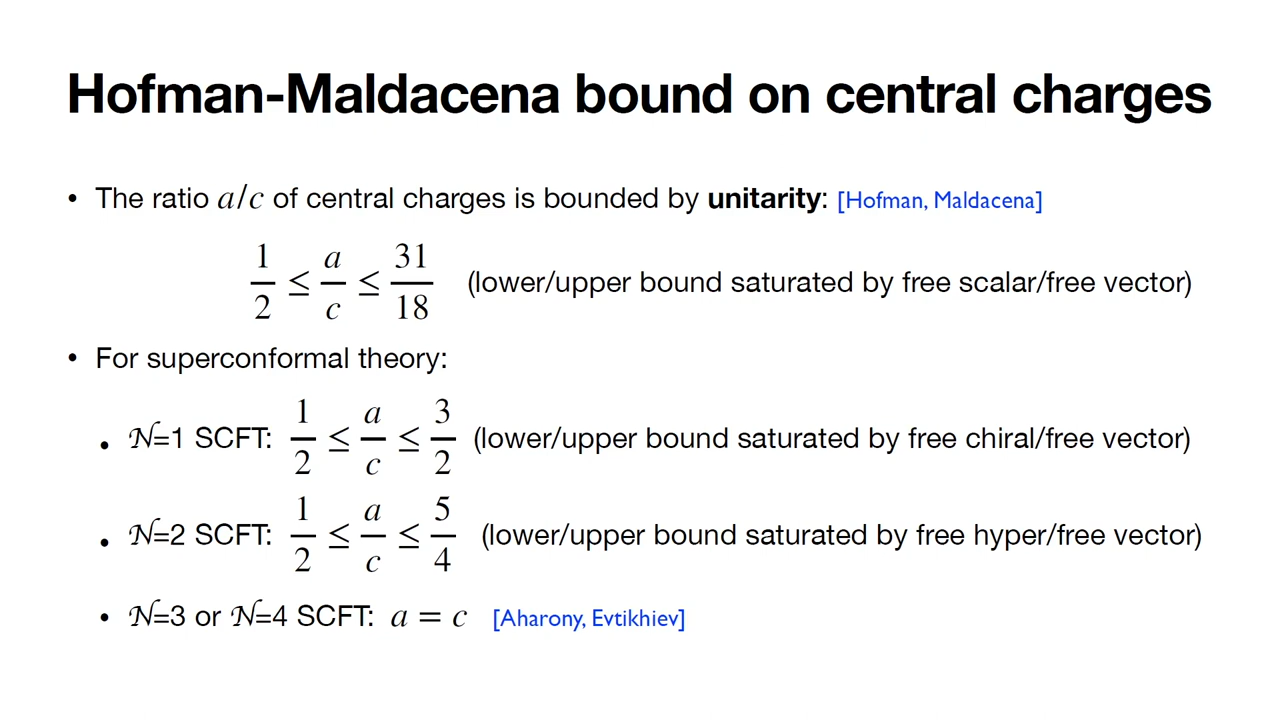 Hofman-Maldacena bound on central charges
• The ratio a/c of central charges is bounded by unitarity: [Hofman, Maldacena]
1/2 ≤ a/c ≤ 31/18 (lower/upper bound saturated by free scalar/free vector)
• For superconformal theory:
• 𝒩=1 SCFT: 1/2 ≤ a/c ≤ 3/2 (lower/upper bound saturated by free chiral/free vector)
• 𝒩=2 SCFT: 1/2 ≤ a/c ≤ 5/4 (lower/upper bound saturated by free hyper/free vector)
• 𝒩=3 or 𝒩=4 SCFT: a = c [Aharony, Evtikhiev]